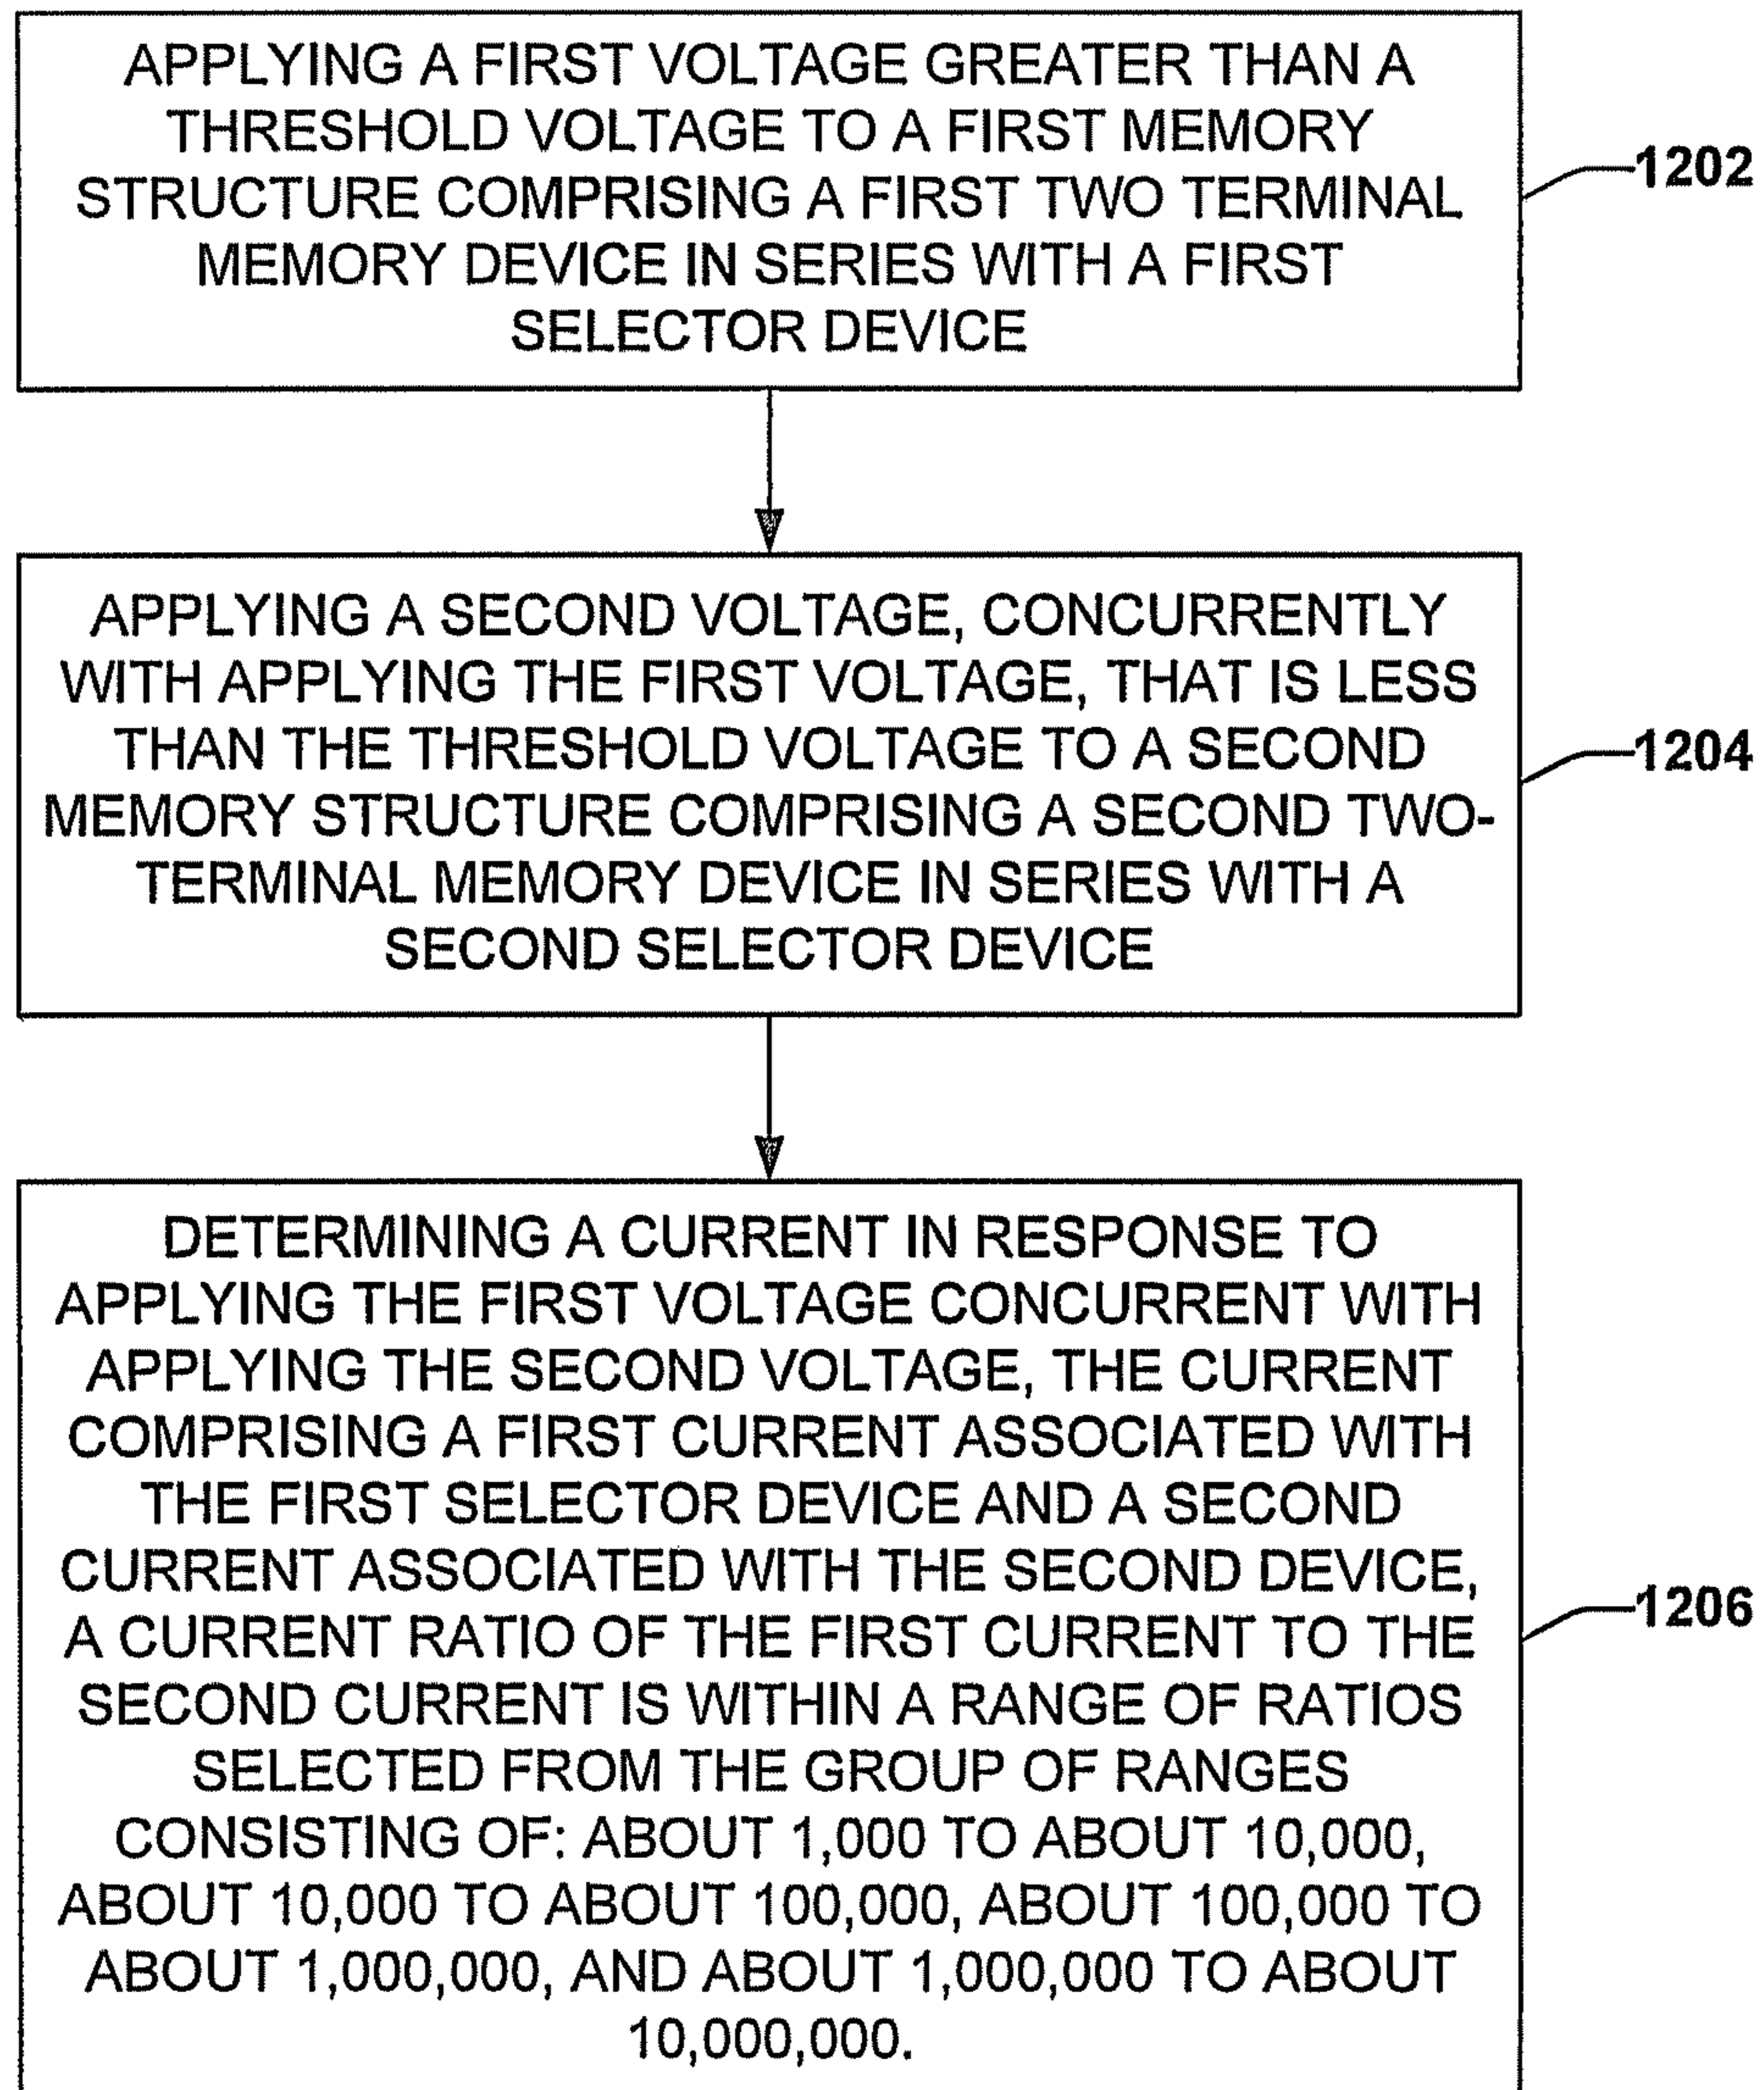 APPLYING A FIRST VOLTAGE GREATER THAN A
THRESHOLD VOLTAGE TO A FIRST MEMORY
STRUCTURE COMPRISING A FIRST TWO TERMINAL
MEMORY DEVICE IN SERIES WITH A FIRST
SELECTOR DEVICE
1202
APPLYING A SECOND VOLTAGE, CONCURRENTLY
WITH APPLYING THE FIRST VOLTAGE, THAT IS LESS
THAN THE THRESHOLD VOLTAGE TO A SECOND
MEMORY STRUCTURE COMPRISING A SECOND TWO-
TERMINAL MEMORY DEVICE IN SERIES WITH A
SECOND SELECTOR DEVICE
1204
DETERMINING A CURRENT IN RESPONSE TO
APPLYING THE FIRST VOLTAGE CONCURRENT WITH
APPLYING THE SECOND VOLTAGE, THE CURRENT
COMPRISING A FIRST CURRENT ASSOCIATED WITH
THE FIRST SELECTOR DEVICE AND A SECOND
CURRENT ASSOCIATED WITH THE SECOND DEVICE,
A CURRENT RATIO OF THE FIRST CURRENT TO THE
SECOND CURRENT IS WITHIN A RANGE OF RATIOS
SELECTED FROM THE GROUP OF RANGES
CONSISTING OF: ABOUT 1,000 TO ABOUT 10,000,
ABOUT 10,000 TO ABOUT 100,000, ABOUT 100,000 TO
ABOUT 1,000,000, AND ABOUT 1,000,000 TO ABOUT
10,000,000.
1206